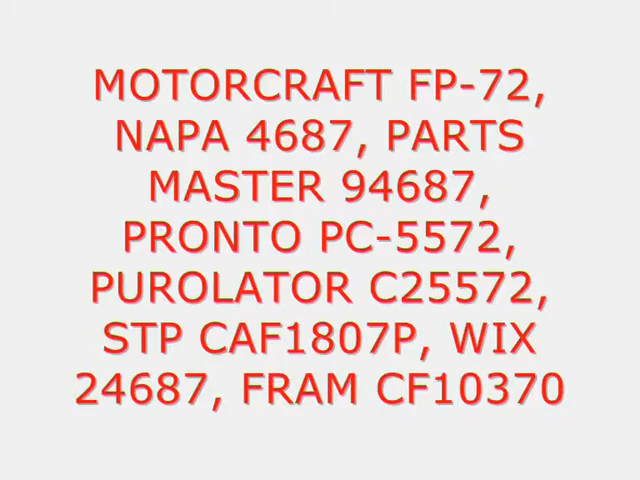 MOTORCRAFT FP-72,
NAPA 4687, PARTS
MASTER 94687,
PRONTO PC-5572,
PUROLATOR C25572,
STP CAF1807P, WIX
24687, FRAM CF10370